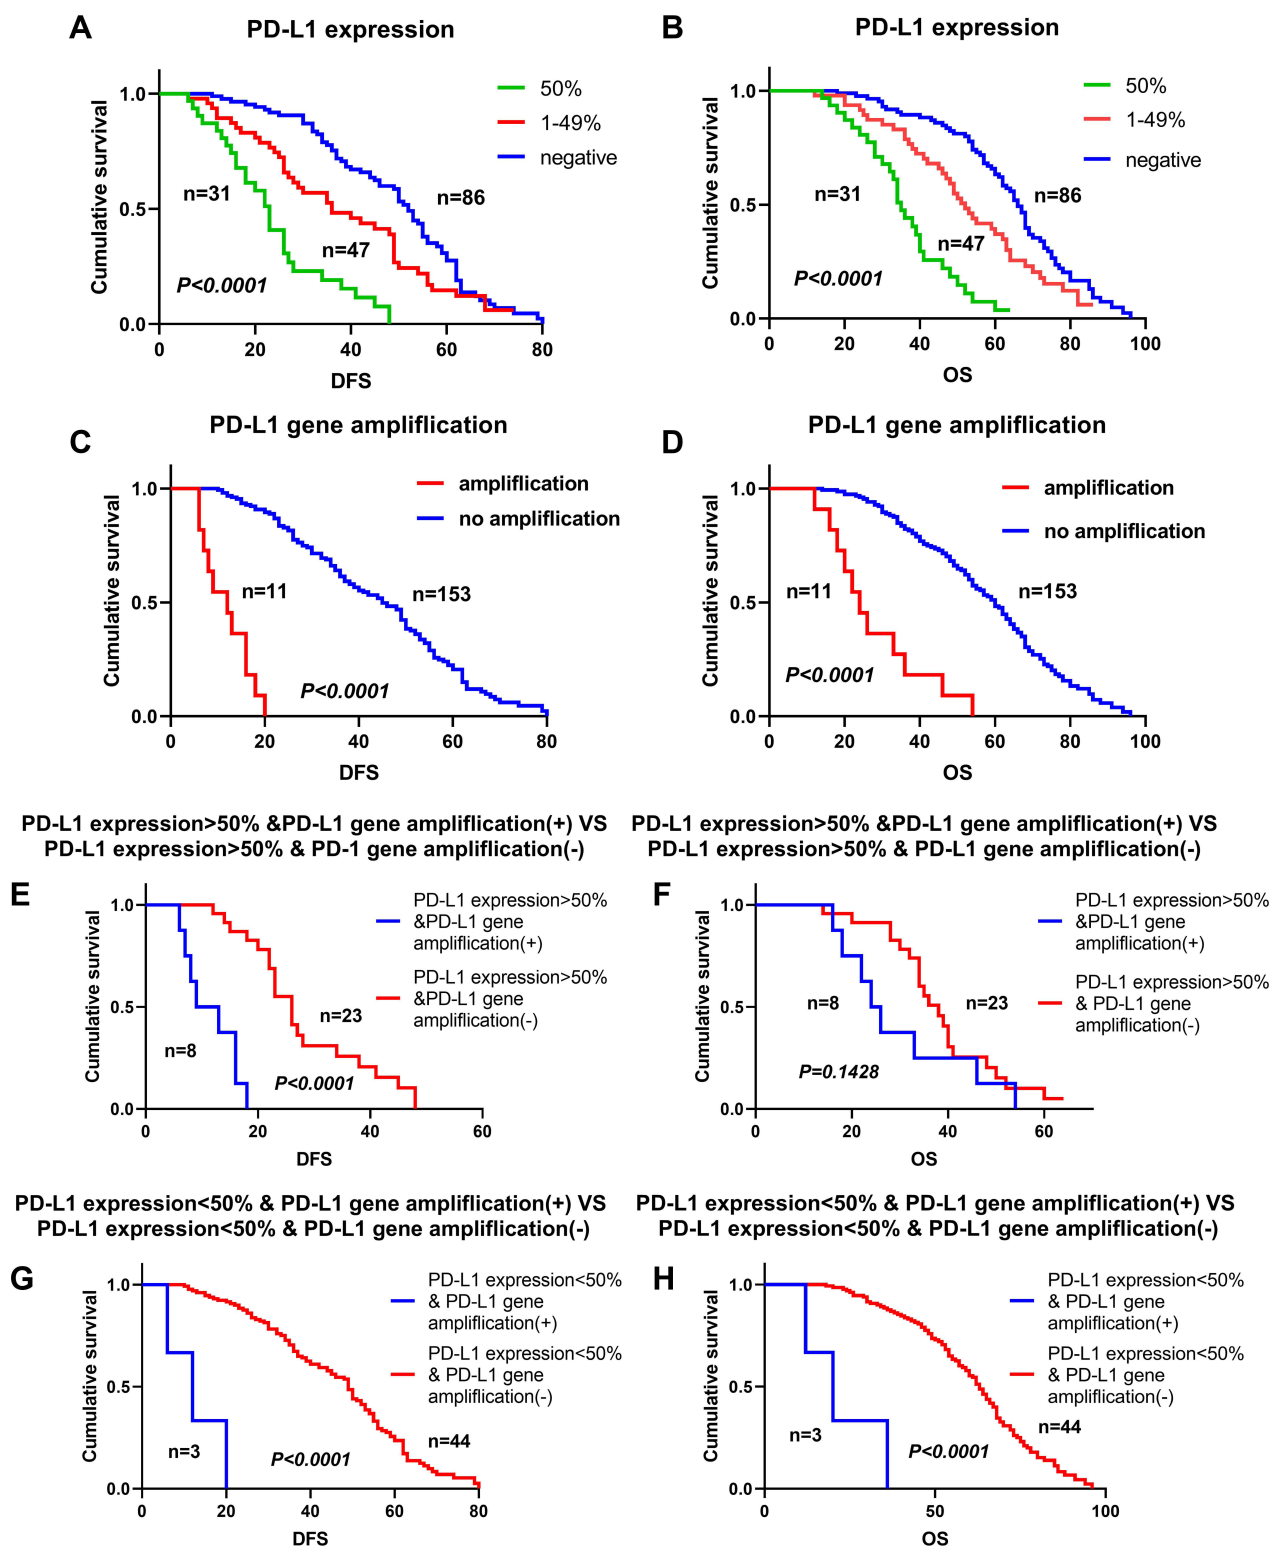 A
PD-L1 expression
Cumulative survival
1.0
0.5
0.0
50%
1-49%
negative
n=31
n=86
n=47
P<0.0001
0 20 40 60 80
DFS
B
PD-L1 expression
Cumulative survival
1.0
0.5
0.0
50%
1-49%
negative
n=31
n=86
n=47
P<0.0001
0 20 40 60 80 100
OS
C
PD-L1 gene ampliflication
Cumulative survival
1.0
0.5
0.0
ampliflication
no ampliflication
n=11
n=153
P<0.0001
0 20 40 60 80
DFS
D
PD-L1 gene ampliflication
Cumulative survival
1.0
0.5
0.0
ampliflication
no ampliflication
n=11
n=153
P<0.0001
0 20 40 60 80 100
OS
PD-L1 expression>50% &PD-L1 gene ampliflication(+) VS
PD-L1 expression>50% & PD-1 gene ampliflication(-)
E
Cumulative survival
1.0
0.5
0.0
PD-L1 expression>50%
&PD-L1 gene
ampliflication(+)
PD-L1 expression>50%
&PD-L1 gene
ampliflication(-)
n=23
n=8
P<0.0001
0 20 40 60
DFS
PD-L1 expression>50% &PD-L1 gene ampliflication(+) VS
PD-L1 expression>50% & PD-L1 gene ampliflication(-)
F
Cumulative survival
1.0
0.5
0.0
PD-L1 expression>50%
&PD-L1 gene
ampliflication(+)
PD-L1 expression>50%
& PD-L1 gene
ampliflication(-)
n=8
n=23
P=0.1428
0 20 40 60
OS
PD-L1 expression<50% & PD-L1 gene ampliflication(+) VS
PD-L1 expression<50% & PD-L1 gene ampliflication(-)
G
Cumulative survival
1.0
0.5
0.0
PD-L1 expression<50%
& PD-L1 gene
ampliflication(+)
PD-L1 expression<50%
& PD-L1 gene
ampliflication(-)
n=3
n=44
P<0.0001
0 20 40 60 80
DFS
PD-L1 expression<50% & PD-L1 gene ampliflication(+) VS
PD-L1 expression<50% & PD-L1 gene ampliflication(-)
H
Cumulative survival
1.0
0.5
0.0
PD-L1 expression<50%
& PD-L1 gene
ampliflication(+)
PD-L1 expression<50%
& PD-L1 gene
ampliflication(-)
n=3
n=44
P<0.0001
0 50 100
OS